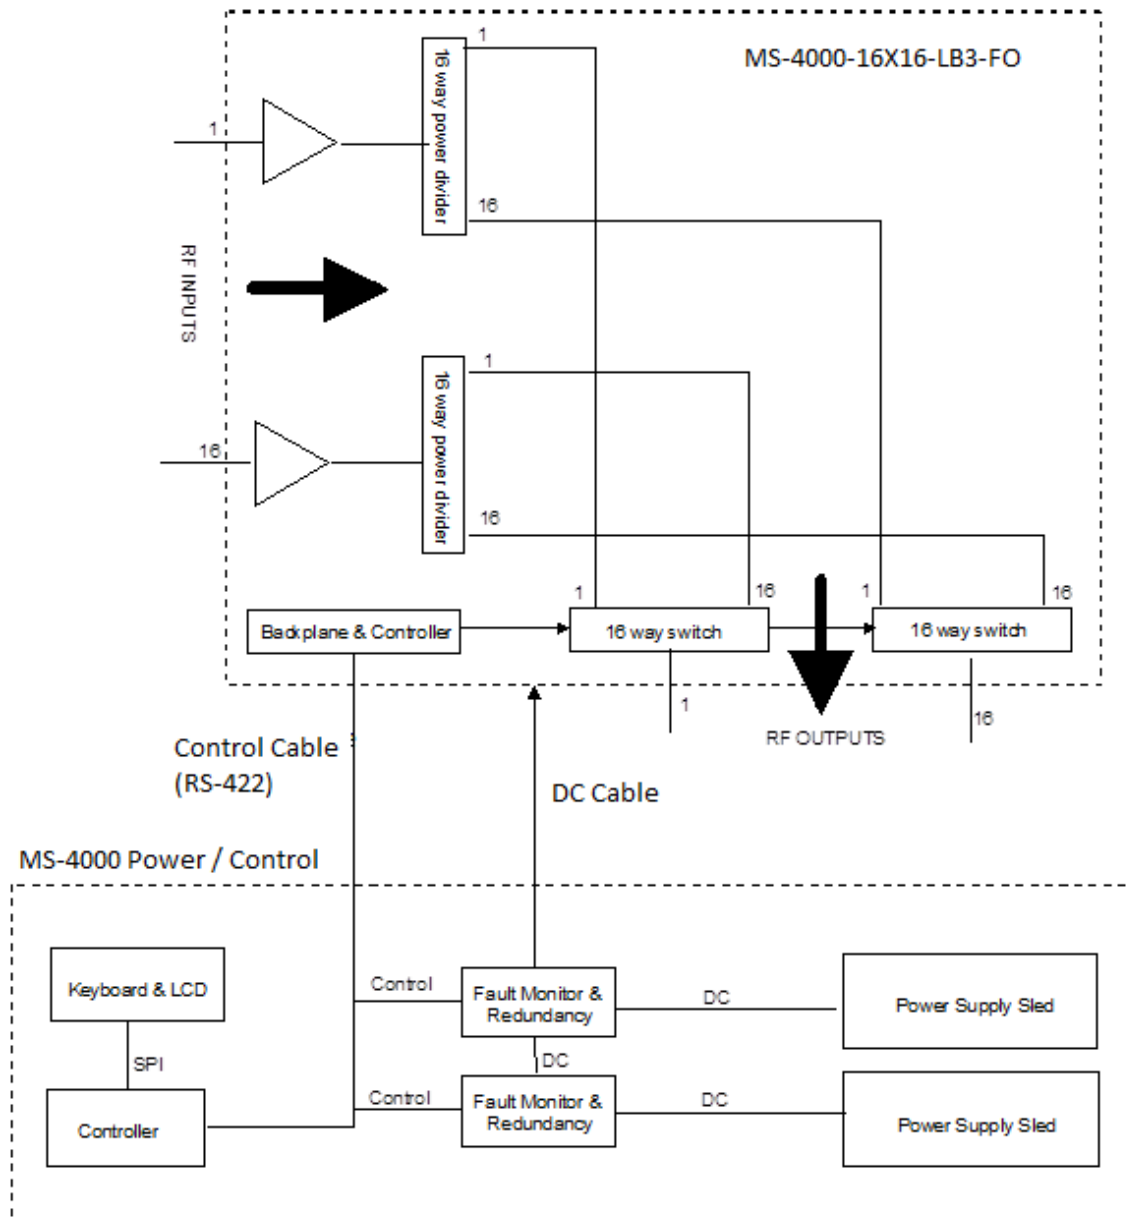 MS-4000-16X16-LB3-FO
1
16 way power divider
1
16
RF INPUTS
1
16 way power divider
16
16
1
16
1
16
Backplane & Controller
16 way switch
16 way switch
1
16
RF OUTPUTS
Control Cable
(RS-422)
DC Cable
MS-4000 Power / Control
Keyboard & LCD
Control
Fault Monitor &
Redundancy
DC
Power Supply Sled
SPI
DC
Controller
Control
Fault Monitor &
Redundancy
DC
Power Supply Sled